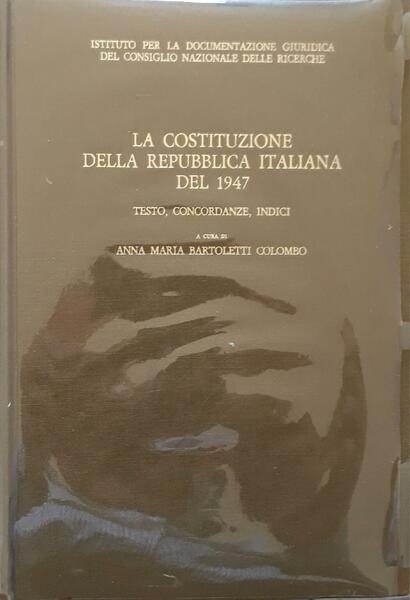 ISTITUTO PER LA DOCUMENTAZIONE GIURIDICA
DEL CONSIGLIO NAZIONALE DELLE RICERCHE
LA COSTITUZIONE
DELLA REPUBBLICA ITALIANA
DEL 1947
TESTO, CONCORDANZE, INDICI
A CURA DI
ANNA MARIA BARTOLETTI COLOMBO